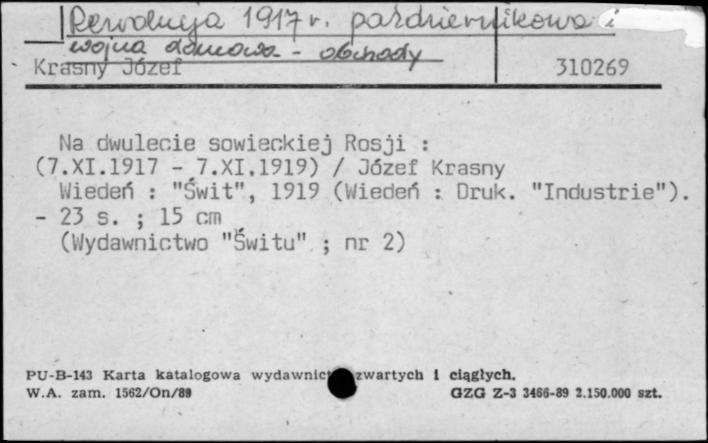 Rewolucja 1917 r. październikowa i
wojna domowa - obchody
Krasny Józef 310269
Na dwulecie sowieckiej Rosji :
(7.XI.1917 - 7.XI.1919) / Józef Krasny
Wiedeń : "Świt", 1919 (Wiedeń : Druk. "Industrie").
- 23 s. ; 15 cm
(Wydawnictwo "Świtu" ; nr 2)
PU-B-143 Karta katalogowa wydawnict zwartych i ciągłych.
W.A. zam. 1562/On/89 GZG Z-3 3466-89 2.150.000 szt.